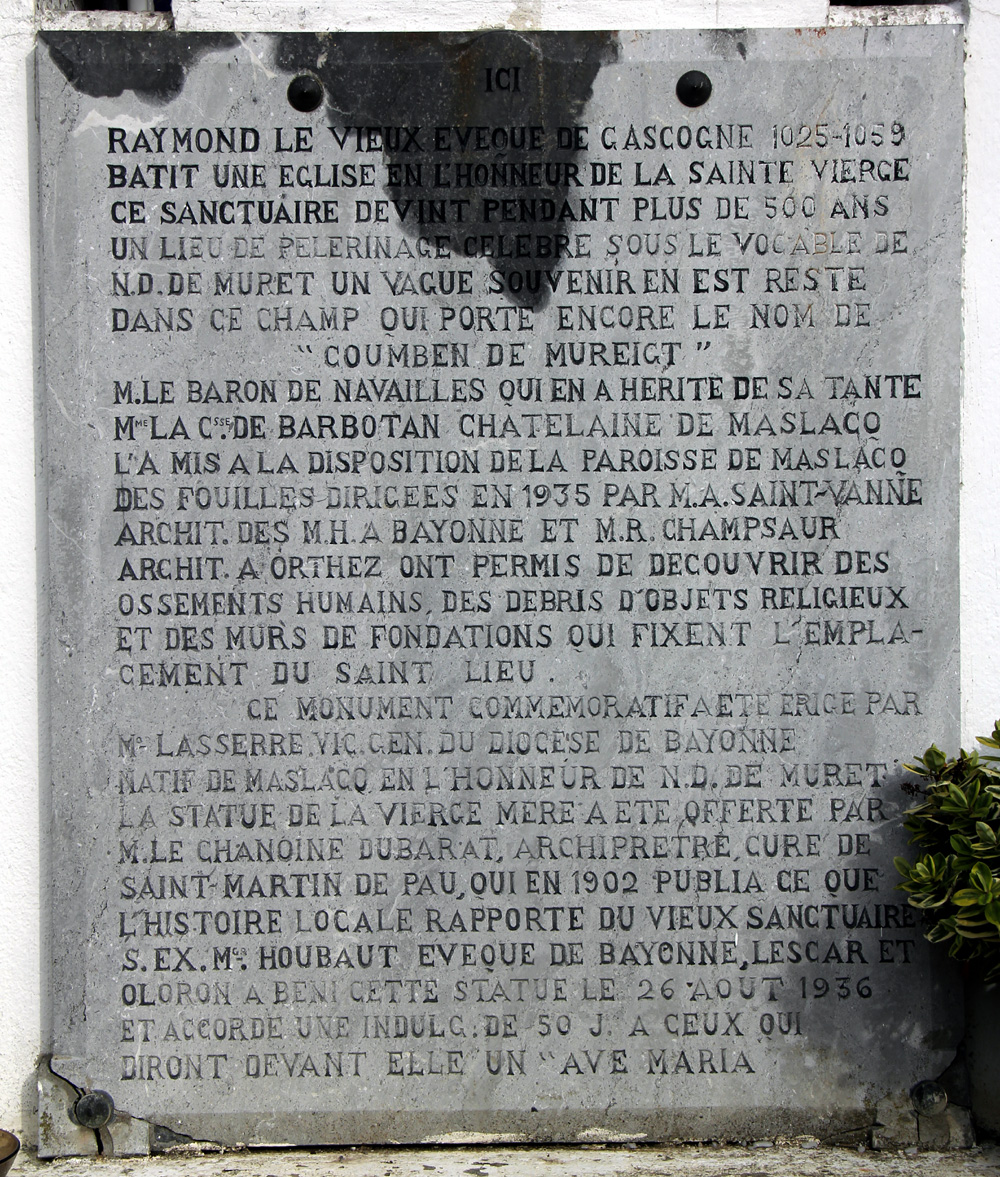 ICI
RAYMOND LE VIEUX EVEQUE DE GASCOGNE 1025-1059
BATIT UNE EGLISE EN L'HONNEUR DE LA SAINTE VIERGE
CE SANCTUAIRE DEVINT PENDANT PLUS DE 500 ANS
UN LIEU DE PELERINAGE CELEBRE SOUS LE VOCABLE DE
N.D. DE MURET UN VAGUE SOUVENIR EN EST RESTE
DANS CE CHAMP QUI PORTE ENCORE LE NOM DE
"COUMBEN DE MUREIGT"
M. LE BARON DE NAVAILLES QUI EN A HERITE DE SA TANTE
Mme LA Csse. DE BARBOTAN CHATELAINE DE MASLACQ
L'A MIS A LA DISPOSITION DE LA PAROISSE DE MASLACQ
DES FOUILLES DIRIGEES EN 1935 PAR M.A. SAINT-VANNE
ARCHIT. DES M.H. A BAYONNE ET M.R. CHAMPSAUR
ARCHIT. A ORTHEZ ONT PERMIS DE DECOUVRIR DES
OSSEMENTS HUMAINS, DES DEBRIS D'OBJETS RELIGIEUX
ET DES MURS DE FONDATIONS QUI FIXENT L'EMPLA-
CEMENT DU SAINT LIEU.
CE MONUMENT COMMEMORATIF A ETE ERIGE PAR
Mgr LASSERRE, VIC. GEN. DU DIOCESE DE BAYONNE
NATIF DE MASLACQ EN L'HONNEUR DE N.D. DE MURET
LA STATUE DE LA VIERGE MERE A ETE OFFERTE PAR
M. LE CHANOINE DUBARAT, ARCHIPRETRE, CURE DE
SAINT-MARTIN DE PAU, QUI EN 1902 PUBLIA CE QUE
L'HISTOIRE LOCALE RAPPORTE DU VIEUX SANCTUAIRE
S. EX. Mgr. HOUBAUT EVEQUE DE BAYONNE, LESCAR ET
OLORON A BENI CETTE STATUE LE 26 AOUT 1936
ET ACCORDE UNE INDULG. DE 50 J. A CEUX QUI
DIRONT DEVANT ELLE UN "AVE MARIA